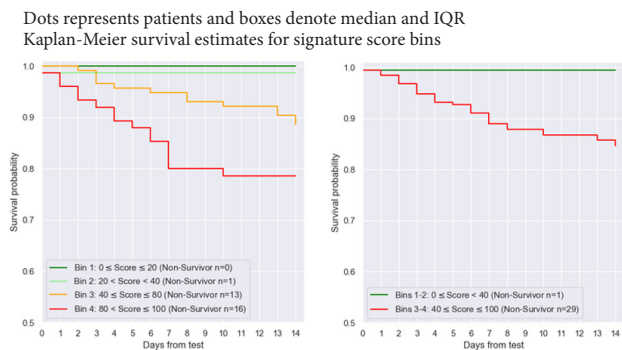 Dots represents patients and boxes denote median and IQR
Kaplan-Meier survival estimates for signature score bins
1.0
0.9
0.8
0.7
0.6
0.5
Survival probability
Bin 1: 0 ≤ Score ≤ 20 (Non-Survivor n=0)
Bin 2: 20 < Score < 40 (Non-Survivor n=1)
Bin 3: 40 ≤ Score ≤ 80 (Non-Survivor n=13)
Bin 4: 80 < Score ≤ 100 (Non-Survivor n=16)
0 1 2 3 4 5 6 7 8 9 10 11 12 13 14
Days from test
1.0
0.9
0.8
0.7
0.6
0.5
Survival probability
Bins 1-2: 0 ≤ Score < 40 (Non-Survivor n=1)
Bins 3-4: 40 ≤ Score ≤ 100 (Non-Survivor n=29)
0 1 2 3 4 5 6 7 8 9 10 11 12 13 14
Days from test